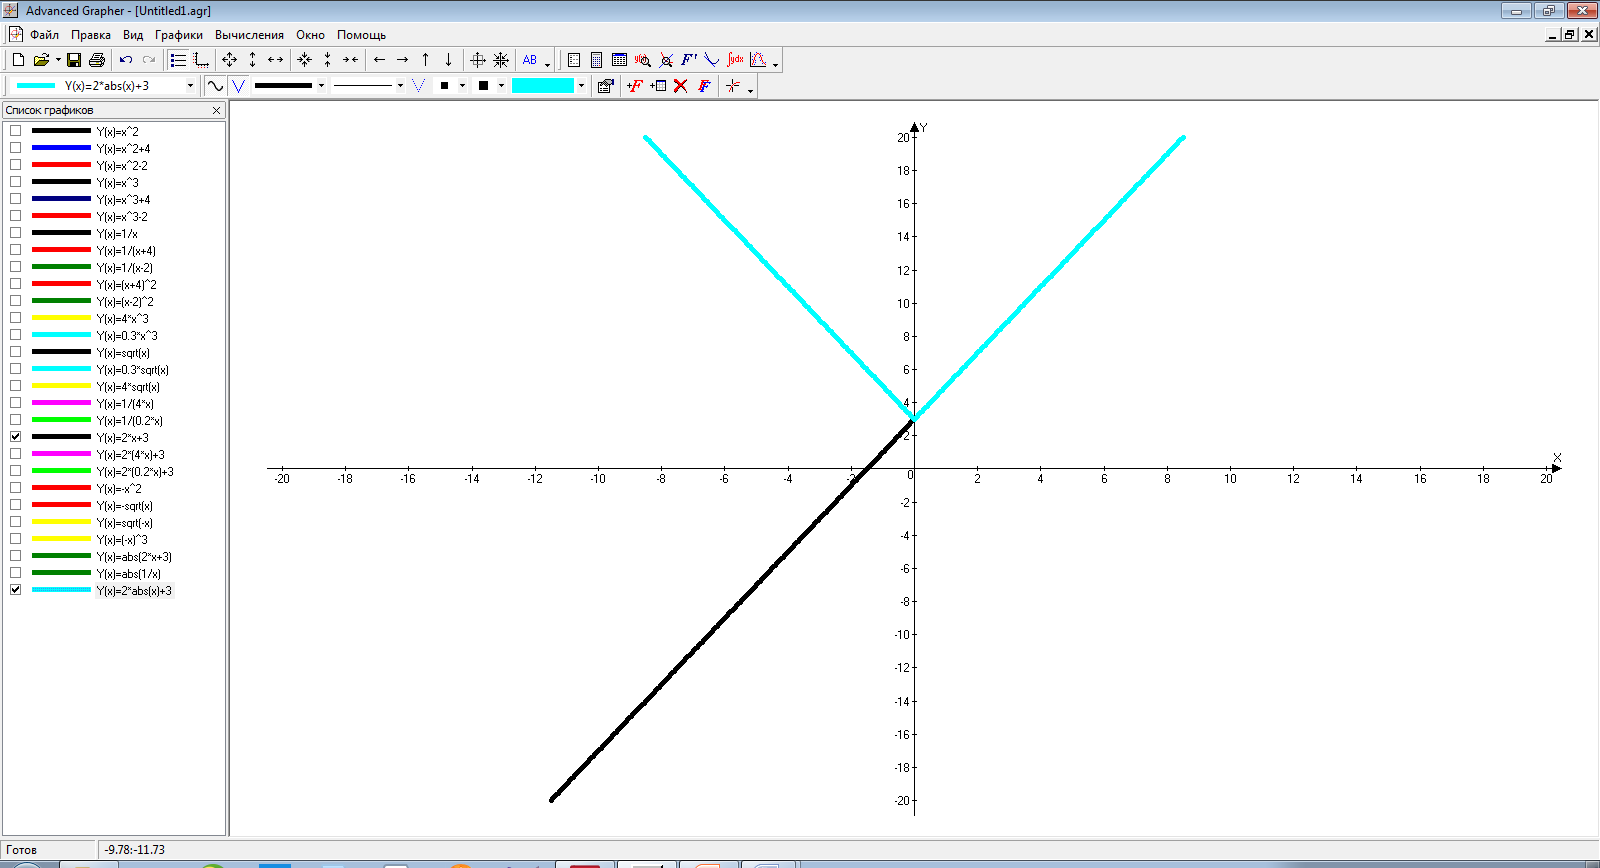 Advanced Grapher - [Untitled1.agr]
Файл Правка Вид Графики Вычисления Окно Помощь
AB
Y(x)=2*abs(x)+3
Список графиков
Y(x)=x^2
Y(x)=x^2+4
Y(x)=x^2-2
Y(x)=x^3
Y(x)=x^3+4
Y(x)=x^3-2
Y(x)=1/x
Y(x)=1/(x+4)
Y(x)=1/(x-2)
Y(x)=(x+4)^2
Y(x)=(x-2)^2
Y(x)=4*x^3
Y(x)=0.3*x^3
Y(x)=sqrt(x)
Y(x)=0.3*sqrt(x)
Y(x)=4*sqrt(x)
Y(x)=1/(4*x)
Y(x)=1/(0.2*x)
Y(x)=2*x+3
Y(x)=2*(4*x)+3
Y(x)=2*(0.2*x)+3
Y(x)=-x^2
Y(x)=-sqrt(x)
Y(x)=sqrt(-x)
Y(x)=(-x)^3
Y(x)=abs(2*x+3)
Y(x)=abs(1/x)
Y(x)=2*abs(x)+3
Y
20
18
16
14
12
10
8
6
4
2
X
-20 -18 -16 -14 -12 -10 -8 -6 -4 -2 0 2 4 6 8 10 12 14 16 18 20
-2
-4
-6
-8
-10
-12
-14
-16
-18
-20
Готов -9.78:-11.73